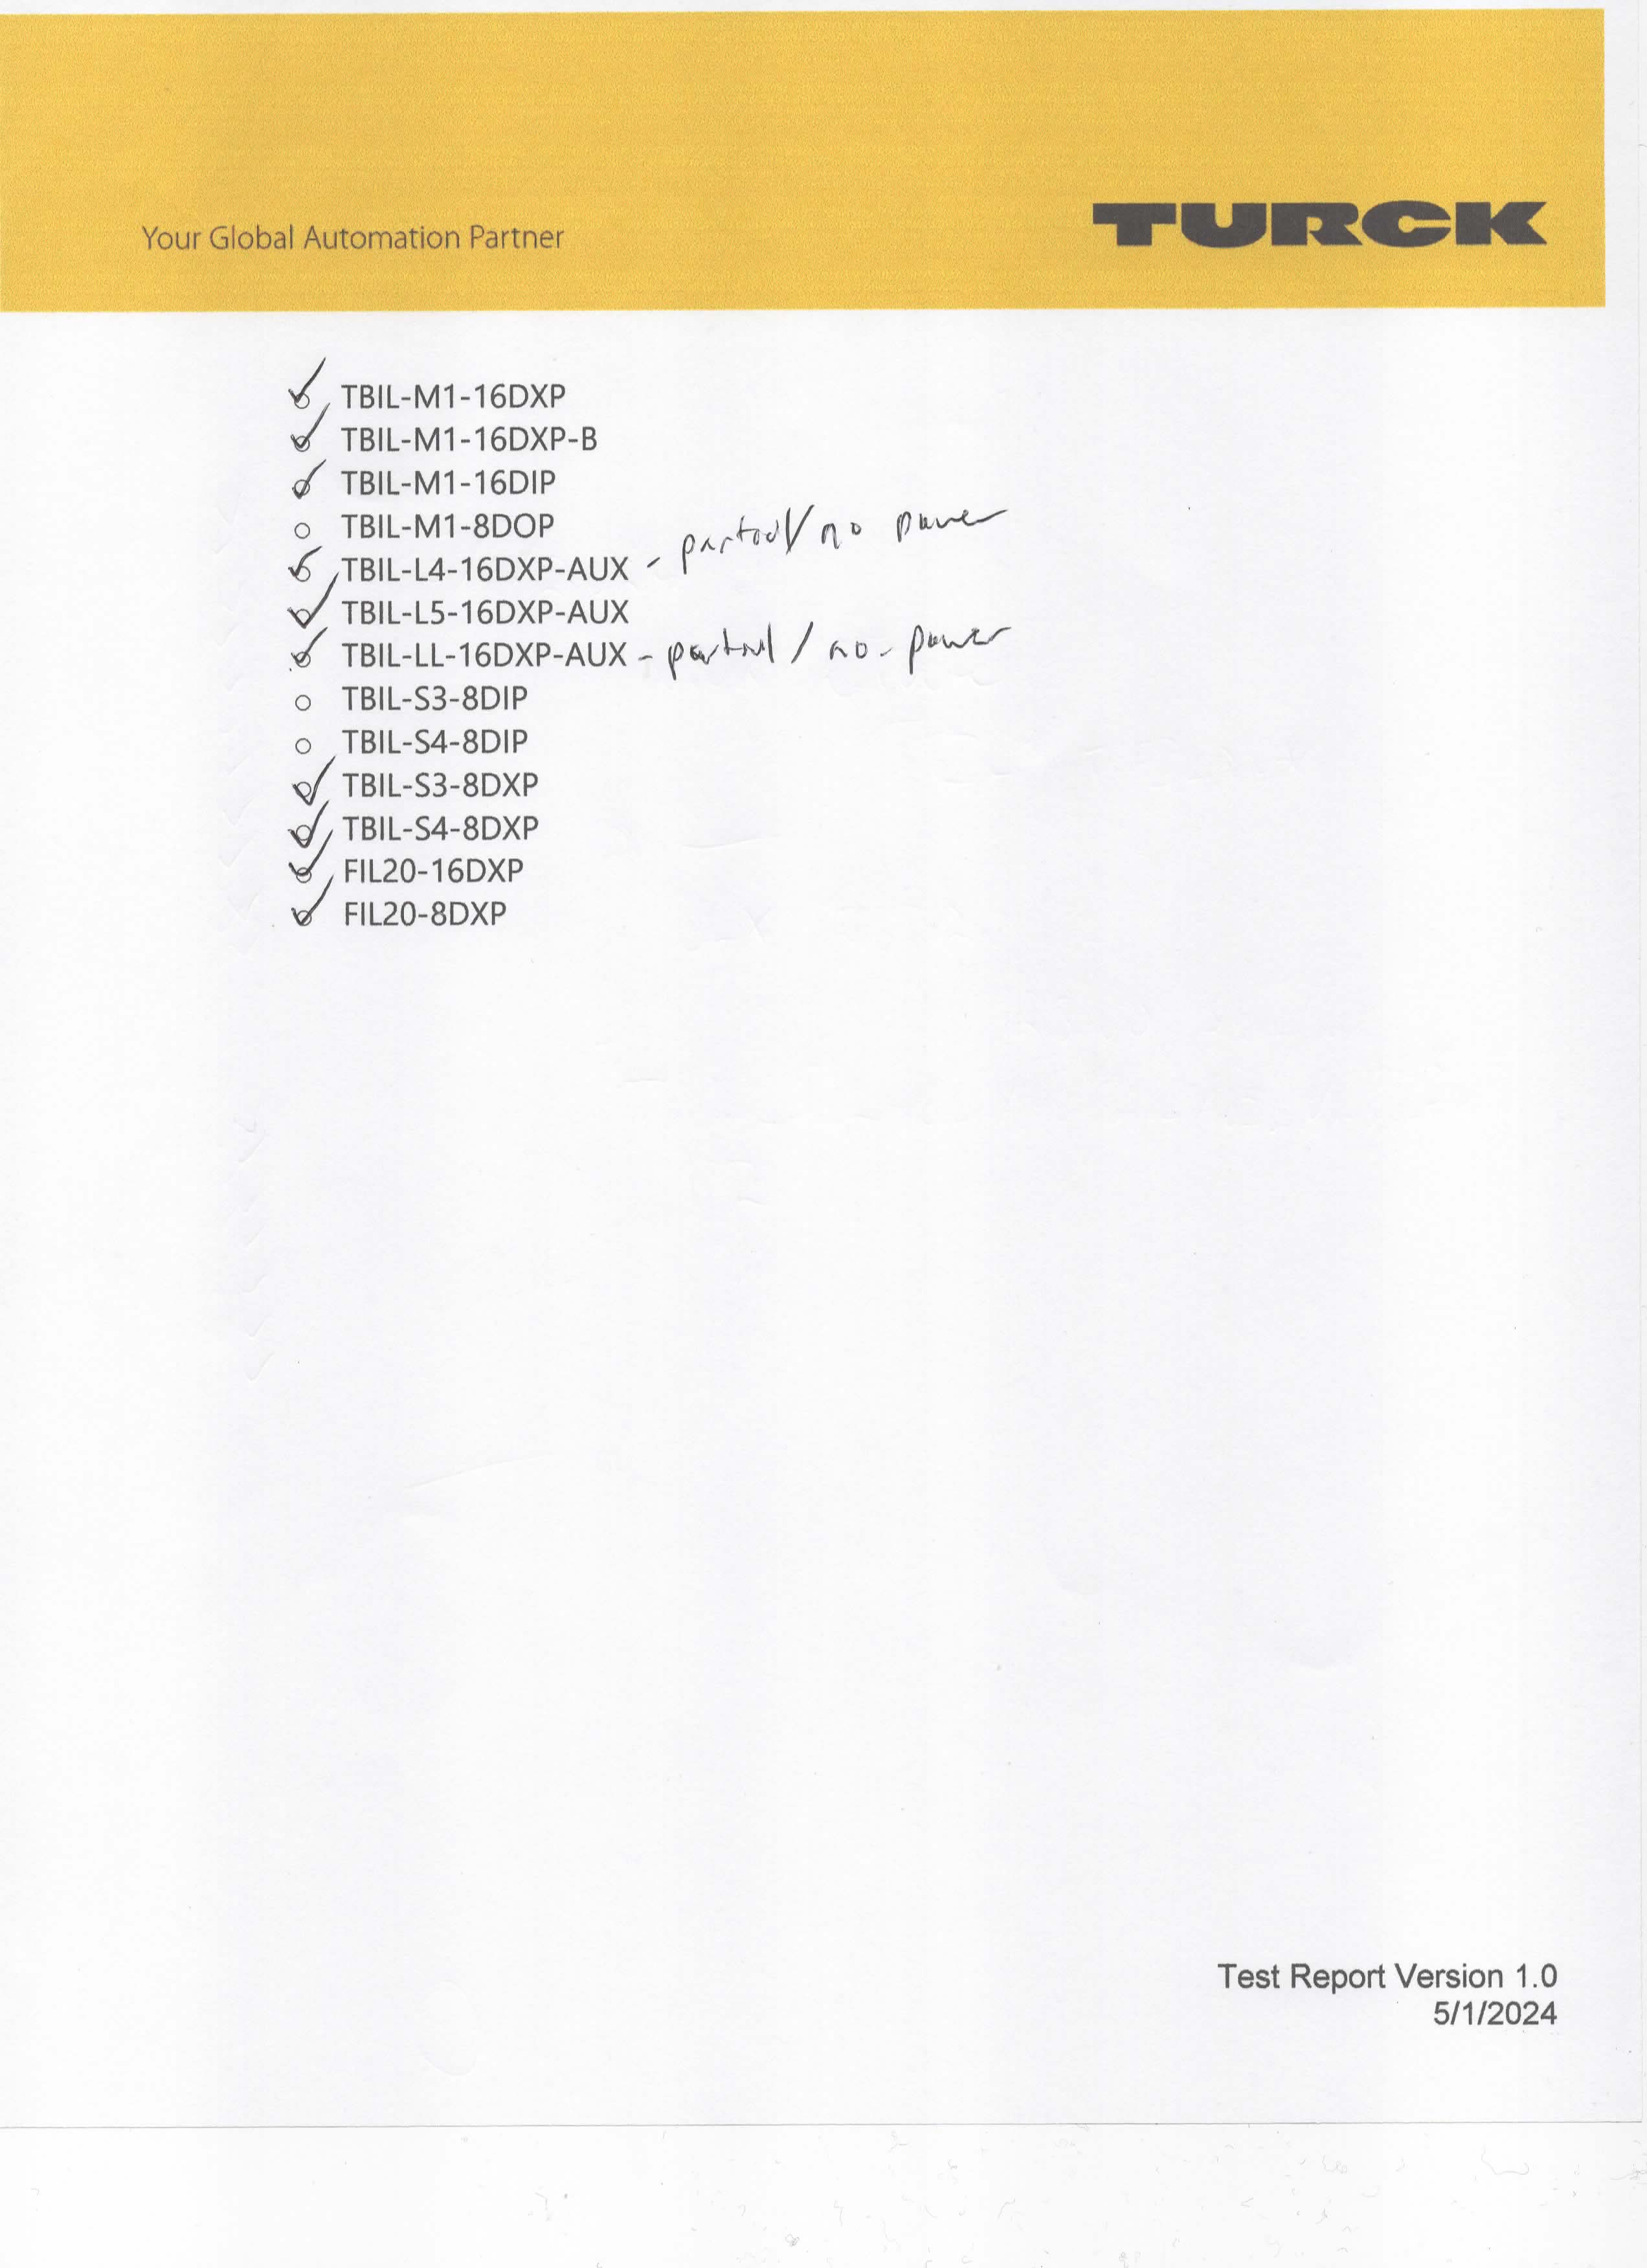 Your Global Automation Partner
TURCK
TBIL-M1-16DXP
TBIL-M1-16DXP-B
TBIL-M1-16DIP
TBIL-M1-8DOP
TBIL-L4-16DXP-AUX - partial/no power
TBIL-L5-16DXP-AUX
TBIL-LL-16DXP-AUX - partial / no-power
TBIL-S3-8DIP
TBIL-S4-8DIP
TBIL-S3-8DXP
TBIL-S4-8DXP
FIL20-16DXP
FIL20-8DXP
Test Report Version 1.0
5/1/2024